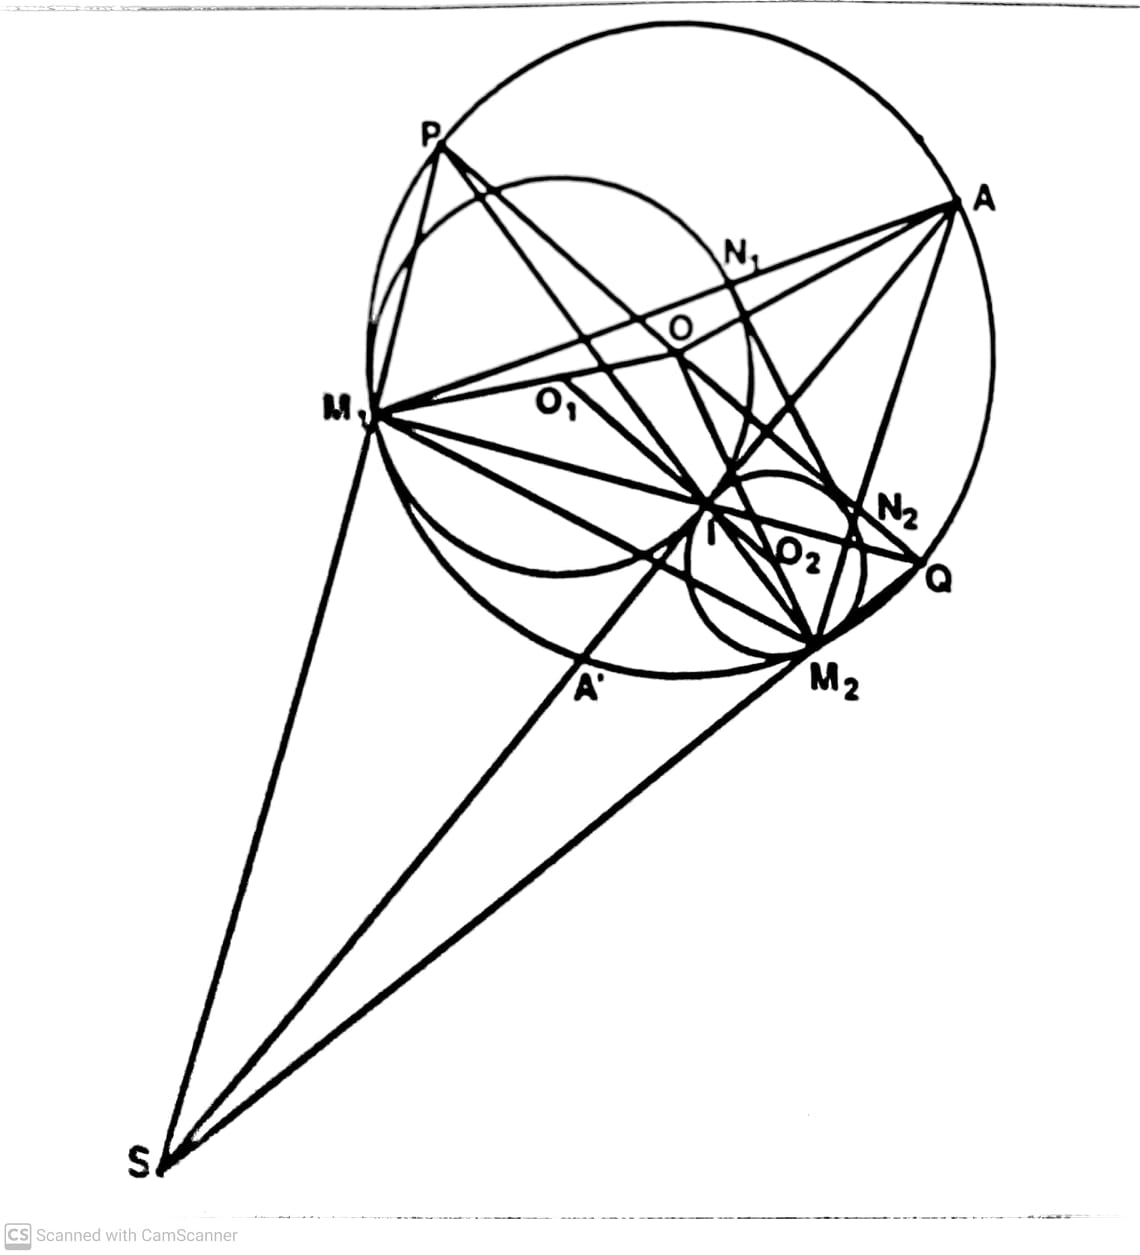 P
A
N₁
O
M₁
O₁
N₂
I
O₂
Q
A'
M₂
S
CS Scanned with CamScanner